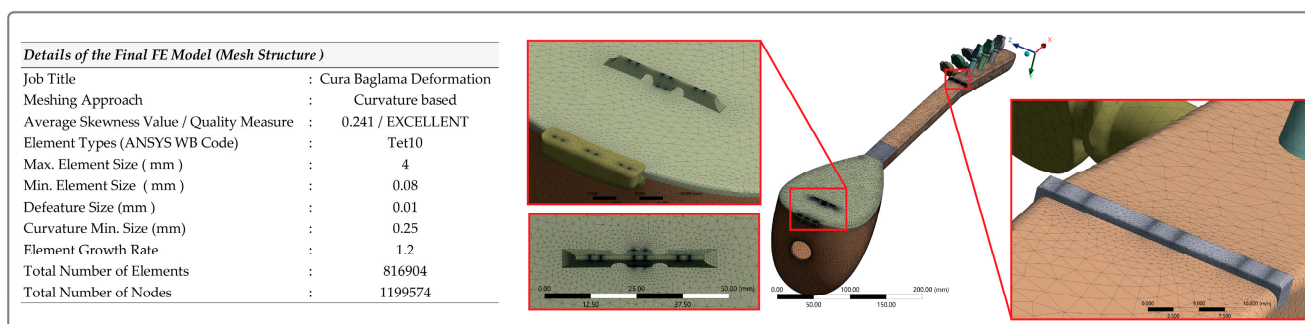 Details of the Final FE Model (Mesh Structure )
Job Title : Cura Baglama Deformation
Meshing Approach : Curvature based
Average Skewness Value / Quality Measure : 0.241 / EXCELLENT
Element Types (ANSYS WB Code) : Tet10
Max. Element Size ( mm ) : 4
Min. Element Size ( mm ) : 0.08
Defeature Size (mm ) : 0.01
Curvature Min. Size (mm) : 0.25
Element Growth Rate : 1.2
Total Number of Elements : 816904
Total Number of Nodes : 1199574
Z X
Y
0.00 25.00 50.00 (mm)
12.50 37.50
0.00 100.00 200.00 (mm)
50.00 150.00
0.000 5.000 10.000 (mm)
2.500 7.500